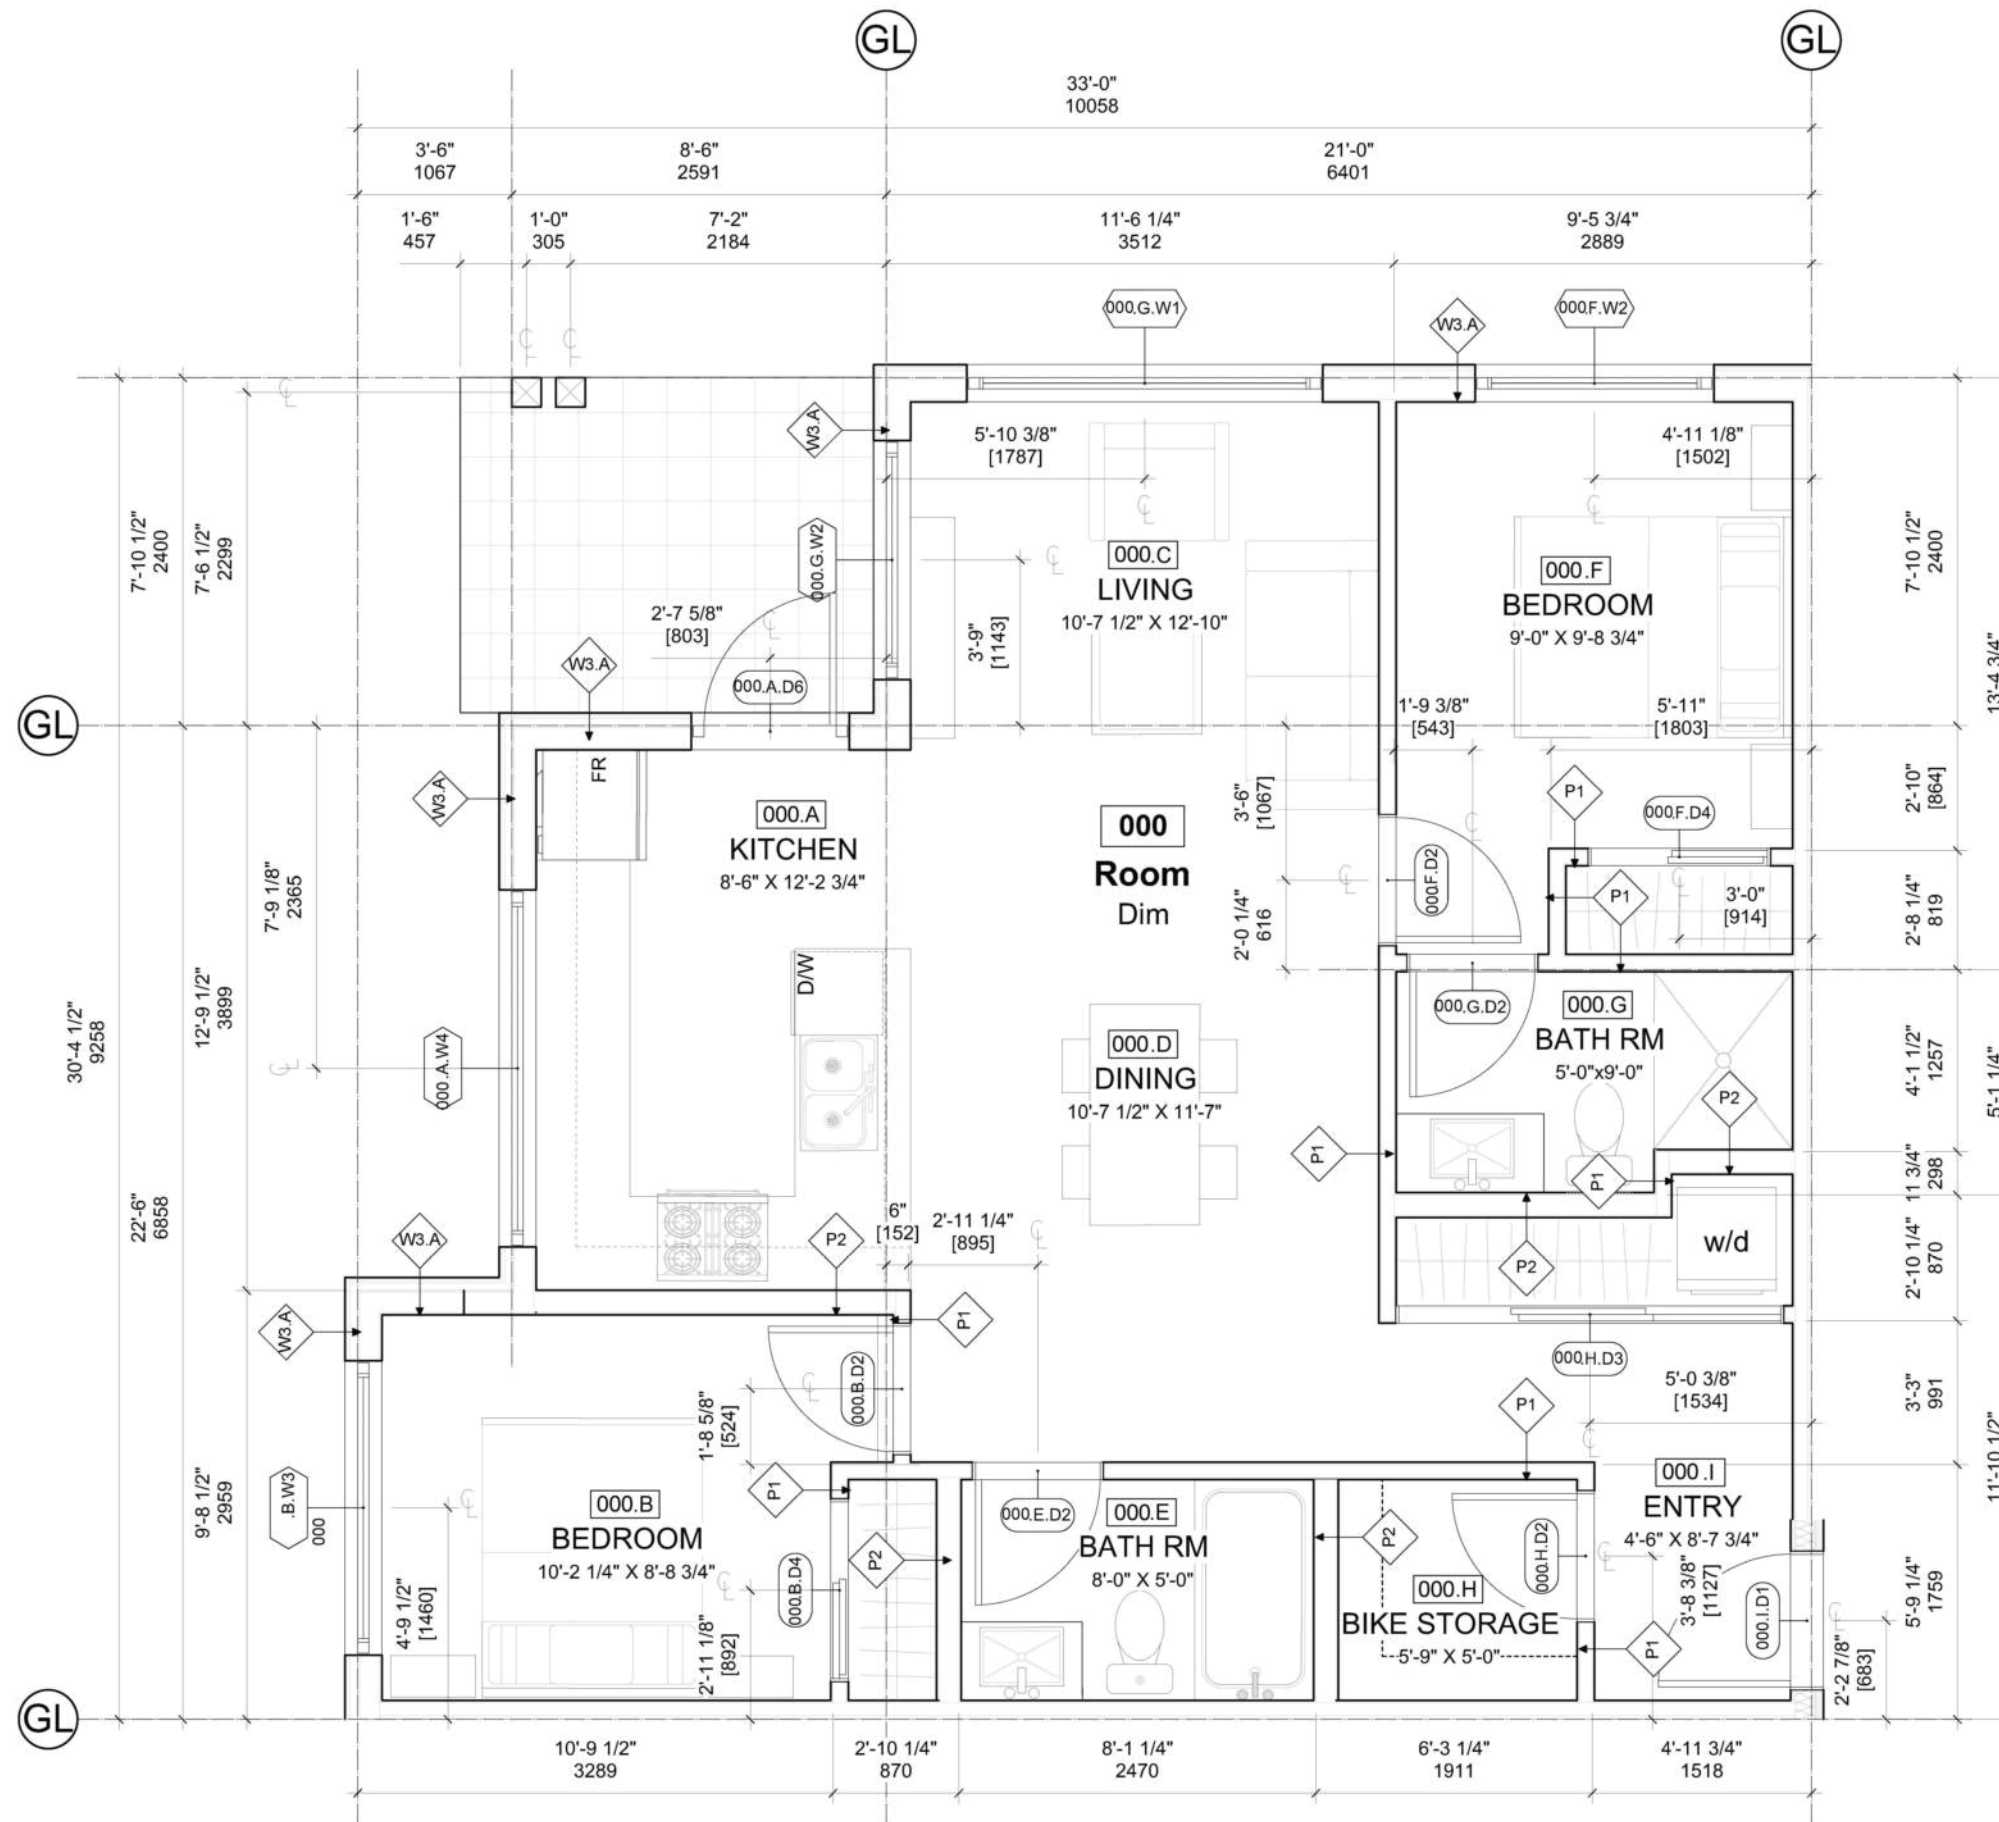 GL
GL
33'-0"
10058
3'-6"
1067
8'-6"
2591
21'-0"
6401
1'-6"
457
1'-0"
305
7'-2"
2184
11'-6 1/4"
3512
9'-5 3/4"
2889
000.G.W1
W3.A
000.F.W2
W3.A
5'-10 3/8"
[1787]
4'-11 1/8"
[1502]
7'-10 1/2"
2400
7'-6 1/2"
2299
000.G.W2
000.C
LIVING
10'-7 1/2" X 12'-10"
000.F
BEDROOM
9'-0" X 9'-8 3/4"
7'-10 1/2"
2400
2'-7 5/8"
[803]
3'-9"
[1143]
W3.A
000.A.D6
13'-4 3/4"
GL
1'-9 3/8"
[543]
5'-11"
[1803]
FR
W3.A
000.A
KITCHEN
8'-6" X 12'-2 3/4"
3'-6"
[1067]
000
Room
Dim
P1
000.F.D4
2'-10"
[864]
7'-9 1/8"
2365
000.F.D2
P1
3'-0"
[914]
2'-8 1/4"
819
2'-0 1/4"
616
12'-9 1/2"
3899
D/W
000.G.D2
000.G
BATH RM
5'-0"x9'-0"
30'-4 1/2"
9258
000.A.W4
000.D
DINING
10'-7 1/2" X 11'-7"
P2
4'-1 1/2"
1257
5'-1 1/4"
P1
P1
11 3/4"
298
22'-6"
6858
W3.A
P2
6"
[152]
2'-11 1/4"
[895]
P2
w/d
2'-10 1/4"
870
W3.A
P1
000.H.D3
000.B.D2
5'-0 3/8"
[1534]
3'-3"
991
1'-8 5/8"
[524]
P1
11'-10 1/2"
9'-8 1/2"
2959
.B.W3
000
P1
000.B
BEDROOM
10'-2 1/4" X 8'-8 3/4"
000.E.D2
000.E
BATH RM
8'-0" X 5'-0"
P2
P2
000.H.D2
000.I
ENTRY
4'-6" X 8'-7 3/4"
4'-9 1/2"
[1460]
000.B.D4
2'-11 1/8"
[892]
000.H
BIKE STORAGE
5'-9" X 5'-0"
3'-8 3/8"
[1127]
P1
000.I.D1
5'-9 1/4"
1759
2'-2 7/8"
[683]
GL
10'-9 1/2"
3289
2'-10 1/4"
870
8'-1 1/4"
2470
6'-3 1/4"
1911
4'-11 3/4"
1518